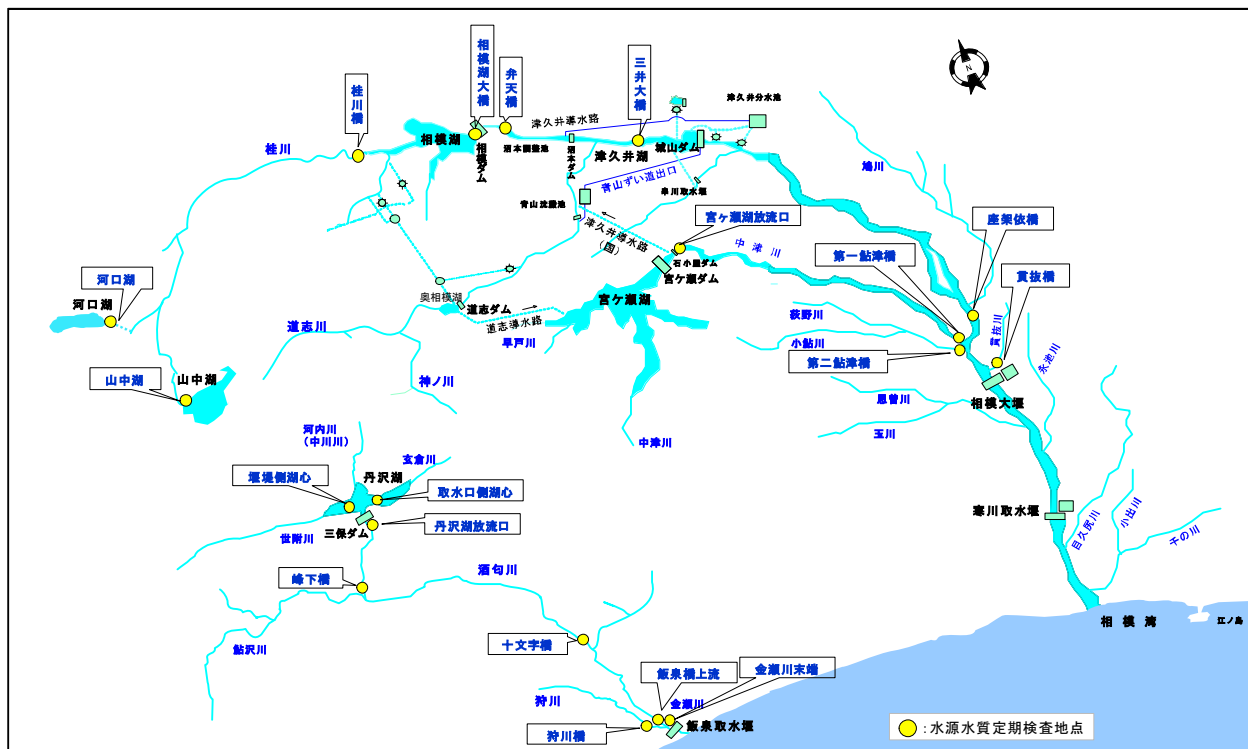 桂川橋
相模湖大橋
弁天橋
三井大橋
津久井分水池
N
津久井導水路
相模湖
相模ダム
沼本調整池
沼本ダム
津久井湖
城山ダム
桂川
鳩川
青山ずい道出口
串川取水堰
青山沈澱池
津久井導水路
(国)
宮ヶ瀬湖放流口
中津川
座架依橋
第一鮎津橋
貫抜橋
石小屋ダム
宮ケ瀬ダム
河口湖
河口湖
奥相模湖
道志ダム
宮ケ瀬湖
道志導水路
道志川
早戸川
荻野川
小鮎川
第二鮎津橋
貫抜川
永池川
山中湖
山中湖
神ノ川
相模大堰
恩曽川
玉川
中津川
河内川
(中川川)
玄倉川
丹沢湖
堰堤側湖心
取水口側湖心
丹沢湖放流口
三保ダム
世附川
寒川取水堰
目久尻川
小出川
千の川
峰下橋
酒匂川
相模湾
江ノ島
鮎沢川
十文字橋
飯泉橋上流
金瀬川末端
狩川
金瀬川
飯泉取水堰
狩川橋
:水源水質定期検査地点